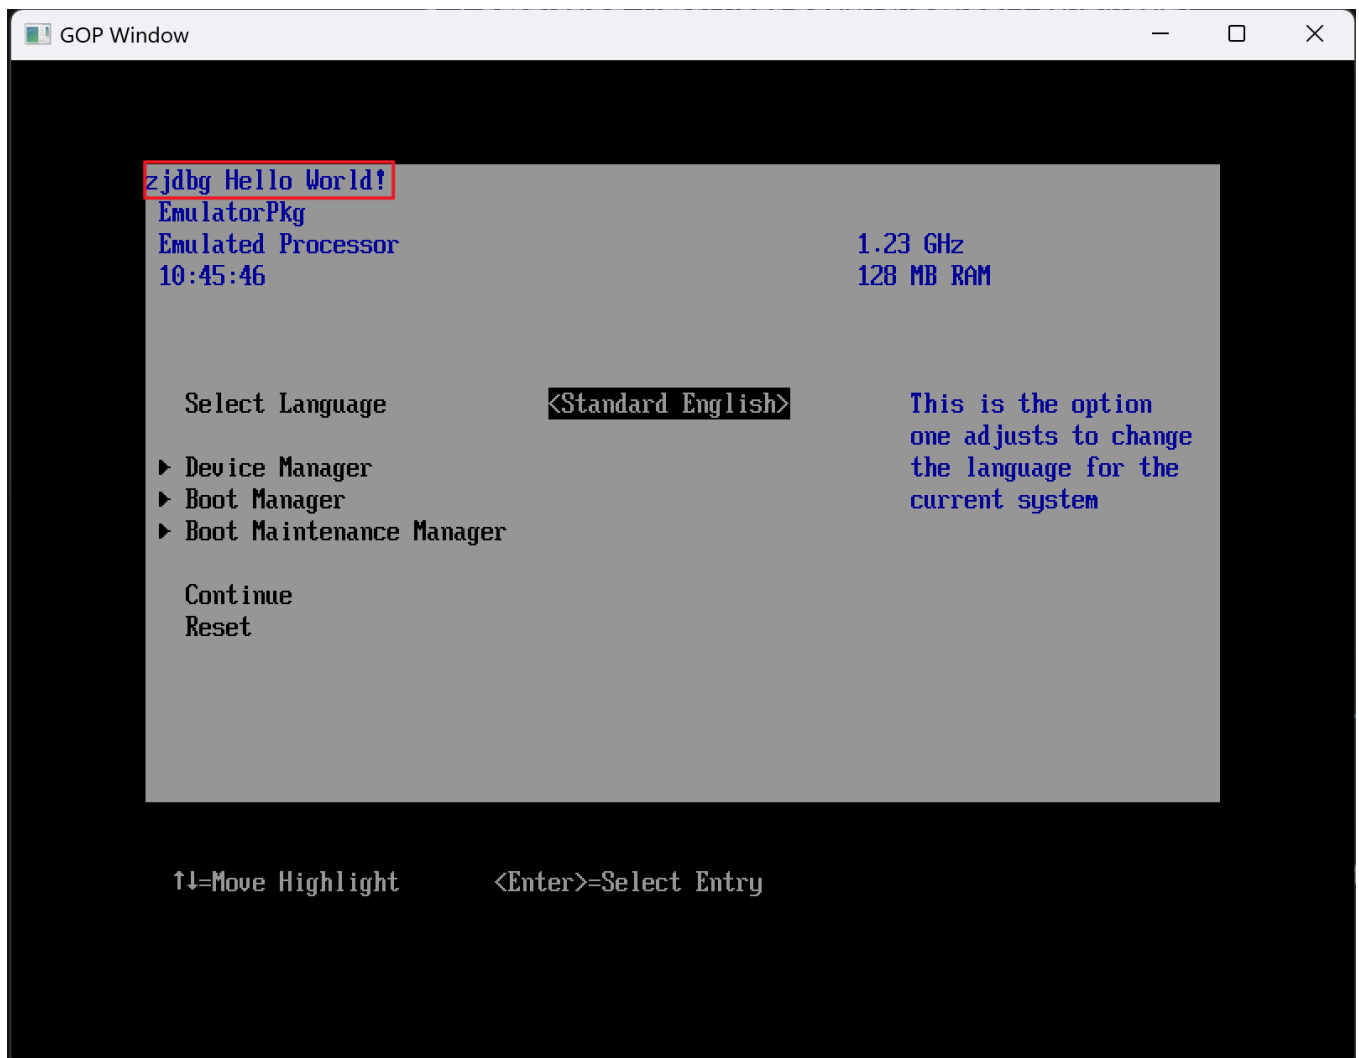 GOP Window
zjdbg Hello World!
EmulatorPkg
Emulated Processor 1.23 GHz
10:45:46 128 MB RAM
Select Language <Standard English> This is the option
one adjusts to change
Device Manager the language for the
Boot Manager current system
Boot Maintenance Manager
Continue
Reset
↑↓=Move Highlight <Enter>=Select Entry